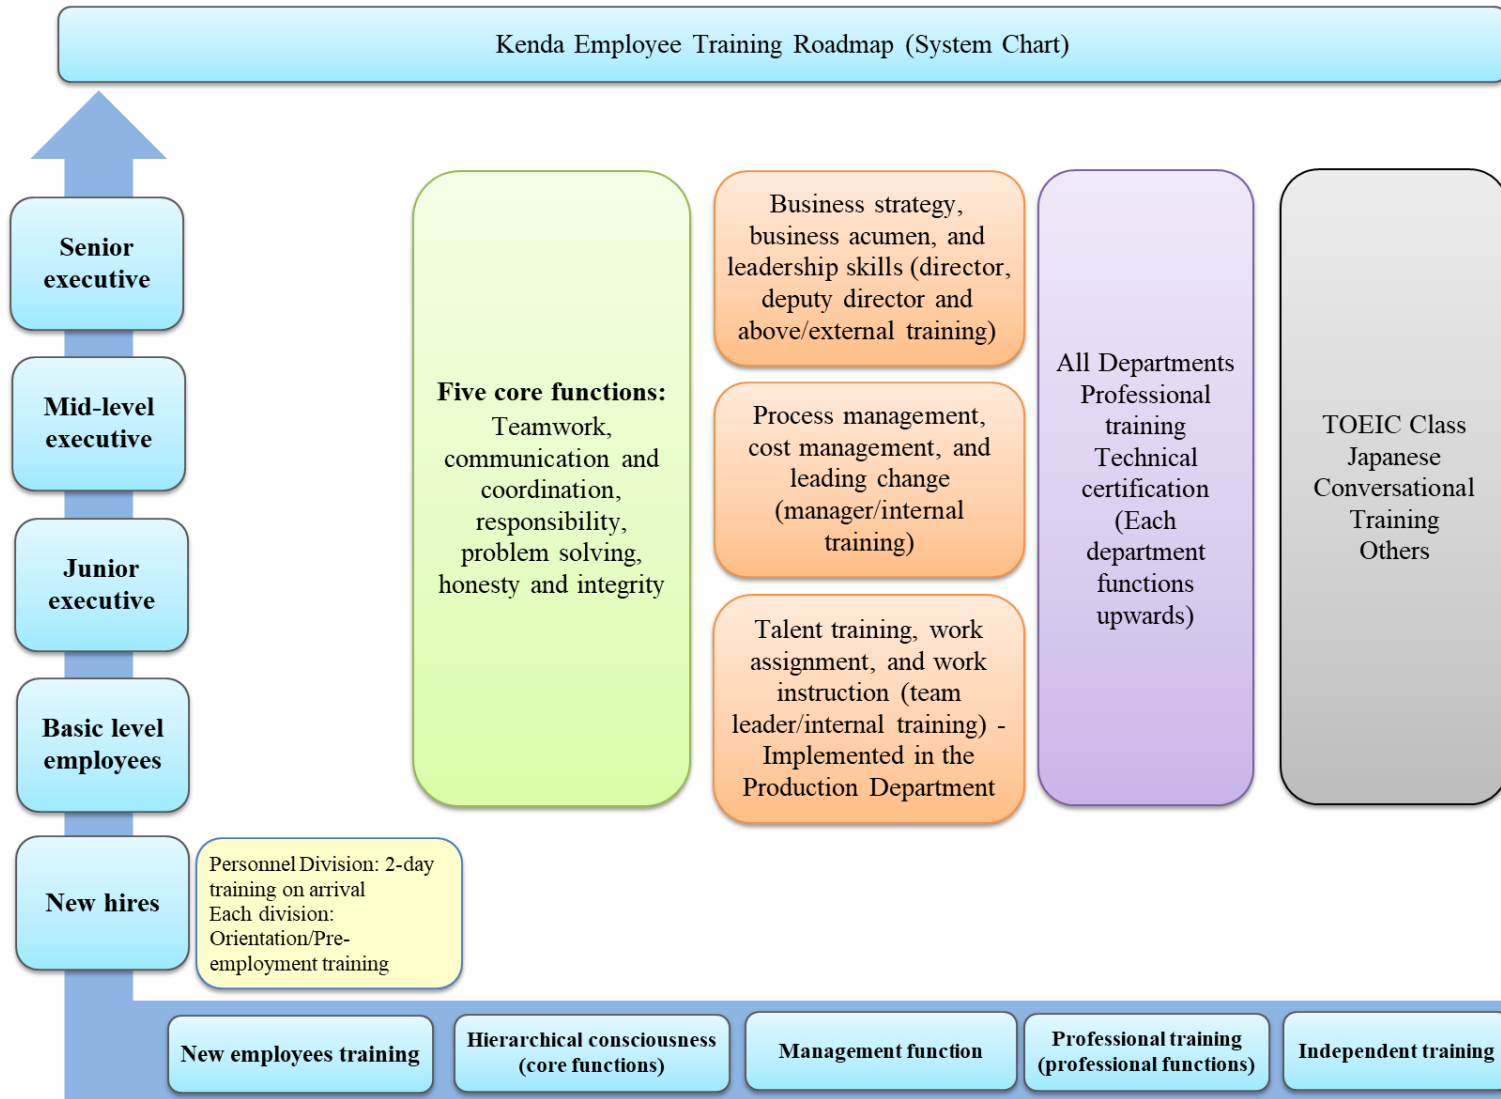 Kenda Employee Training Roadmap (System Chart)
Senior
executive
Mid-level
executive
Junior
executive
Basic level
employees
New hires
Personnel Division: 2-day
training on arrival
Each division:
Orientation/Pre-
employment training
Five core functions:
Teamwork,
communication and
coordination,
responsibility,
problem solving,
honesty and integrity
Business strategy,
business acumen, and
leadership skills (director,
deputy director and
above/external training)
Process management,
cost management, and
leading change
(manager/internal
training)
Talent training, work
assignment, and work
instruction (team
leader/internal training) -
Implemented in the
Production Department
All Departments
Professional
training
Technical
certification
(Each
department
functions
upwards)
TOEIC Class
Japanese
Conversational
Training
Others
New employees training
Hierarchical consciousness
(core functions)
Management function
Professional training
(professional functions)
Independent training